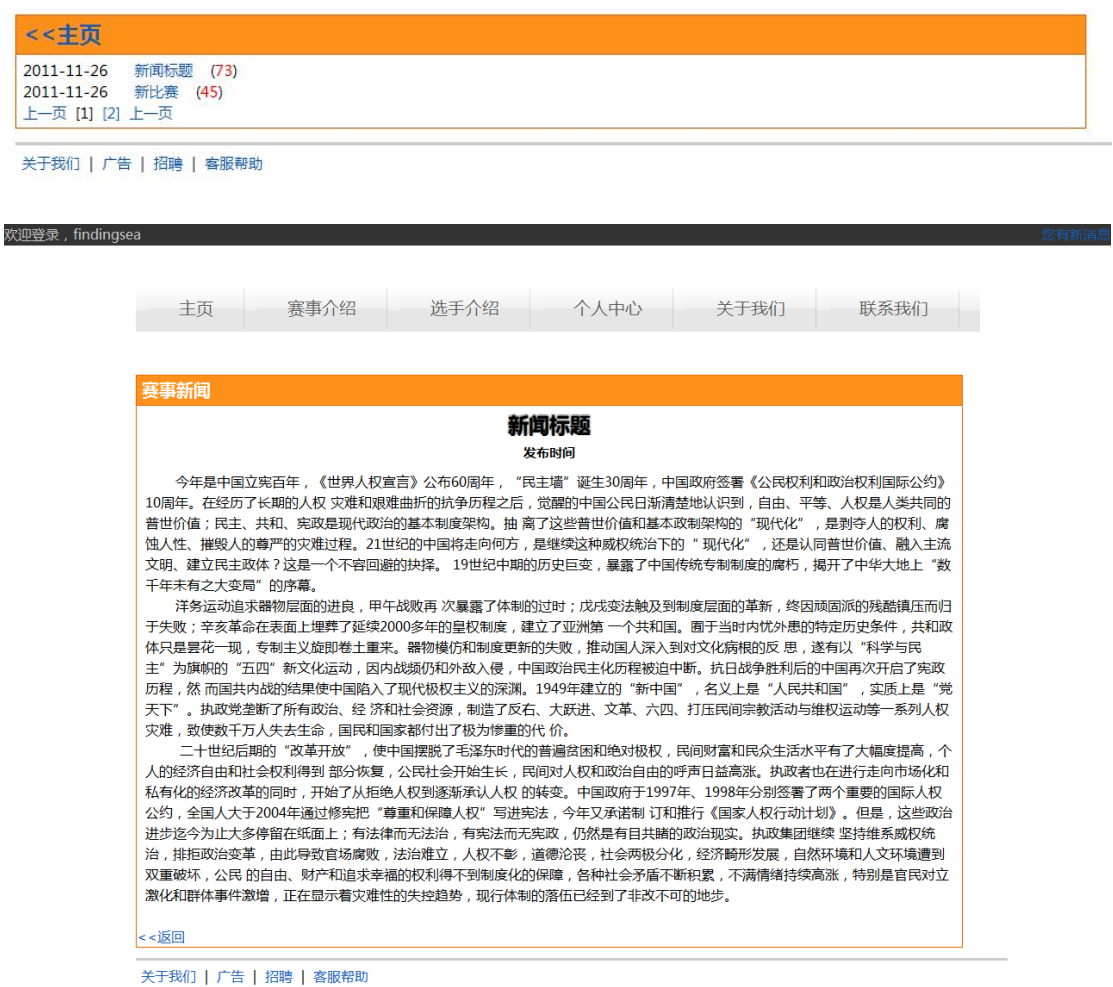 <<主页
2011-11-26 新闻标题 (73)
2011-11-26 新比赛 (45)
上一页 [1] [2] 上一页
关于我们 | 广告 | 招聘 | 客服帮助
欢迎登录，findingsea 您有新消息
主页 赛事介绍 选手介绍 个人中心 关于我们 联系我们
赛事新闻
新闻标题
发布时间
今年是中国立宪百年，《世界人权宣言》公布60周年，“民主墙”诞生30周年，中国政府签署《公民权利和政治权利国际公约》
10周年。在经历了长期的人权 灾难和艰难曲折的抗争历程之后，觉醒的中国公民日渐清楚地认识到，自由、平等、人权是人类共同的
普世价值；民主、共和、宪政是现代政治的基本制度架构。抽 离了这些普世价值和基本政制架构的“现代化”，是剥夺人的权利、腐
蚀人性、摧毁人的尊严的灾难过程。21世纪的中国将走向何方，是继续这种威权统治下的“ 现代化”，还是认同普世价值、融入主流
文明、建立民主政体？这是一个不容回避的抉择。 19世纪中期的历史巨变，暴露了中国传统专制制度的腐朽，揭开了中华大地上“数
千年未有之大变局”的序幕。
洋务运动追求器物层面的进良，甲午战败再 次暴露了体制的过时；戊戌变法触及到制度层面的革新，终因顽固派的残酷镇压而归
于失败；辛亥革命在表面上埋葬了延续2000多年的皇权制度，建立了亚洲第 一个共和国。囿于当时内忧外患的特定历史条件，共和政
体只是昙花一现，专制主义旋即卷土重来。器物模仿和制度更新的失败，推动国人深入到对文化病根的反 思，遂有以“科学与民
主”为旗帜的“五四”新文化运动，因内战频仍和外敌入侵，中国政治民主化历程被迫中断。抗日战争胜利后的中国再次开启了宪政
历程，然 而国共内战的结果使中国陷入了现代极权主义的深渊。1949年建立的“新中国”，名义上是“人民共和国”，实质上是“党
天下”。执政党垄断了所有政治、经 济和社会资源，制造了反右、大跃进、文革、六四、打压民间宗教活动与维权运动等一系列人权
灾难，致使数千万人失去生命，国民和国家都付出了极为惨重的代 价。
二十世纪后期的“改革开放”，使中国摆脱了毛泽东时代的普遍贫困和绝对极权，民间财富和民众生活水平有了大幅度提高，个
人的经济自由和社会权利得到 部分恢复，公民社会开始生长，民间对人权和政治自由的呼声日益高涨。执政者也在进行走向市场化和
私有化的经济改革的同时，开始了从拒绝人权到逐渐承认人权 的转变。中国政府于1997年、1998年分别签署了两个重要的国际人权
公约，全国人大于2004年通过修宪把“尊重和保障人权”写进宪法，今年又承诺制 订和推行《国家人权行动计划》。但是，这些政治
进步迄今为止大多停留在纸面上；有法律而无法治，有宪法而无宪政，仍然是有目共睹的政治现实。执政集团继续 坚持维系威权统
治，排拒政治变革，由此导致官场腐败，法治难立，人权不彰，道德沦丧，社会两极分化，经济畸形发展，自然环境和人文环境遭到
双重破坏，公民 的自由、财产和追求幸福的权利得不到制度化的保障，各种社会矛盾不断积累，不满情绪持续高涨，特别是官民对立
激化和群体事件激增，正在显示着灾难性的失控趋势，现行体制的落伍已经到了非改不可的地步。
<<返回
关于我们 | 广告 | 招聘 | 客服帮助